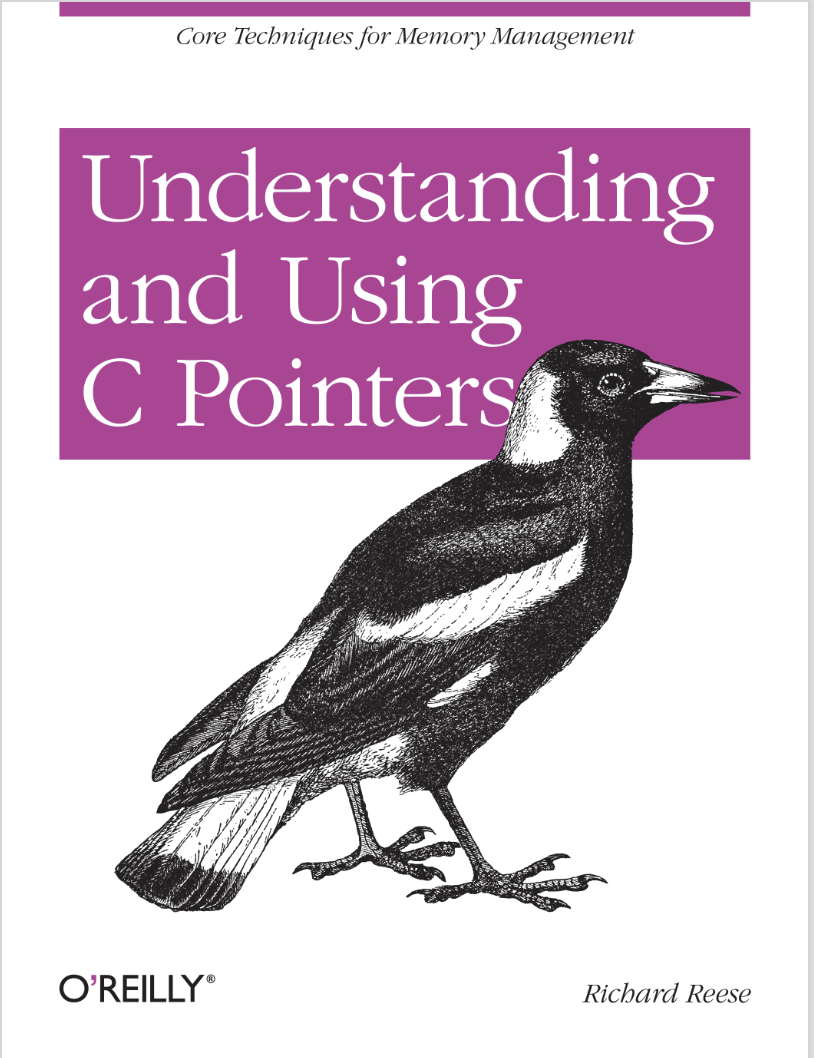 Core Techniques for Memory Management
Understanding
and Using
C Pointers
O'REILLY®
Richard Reese